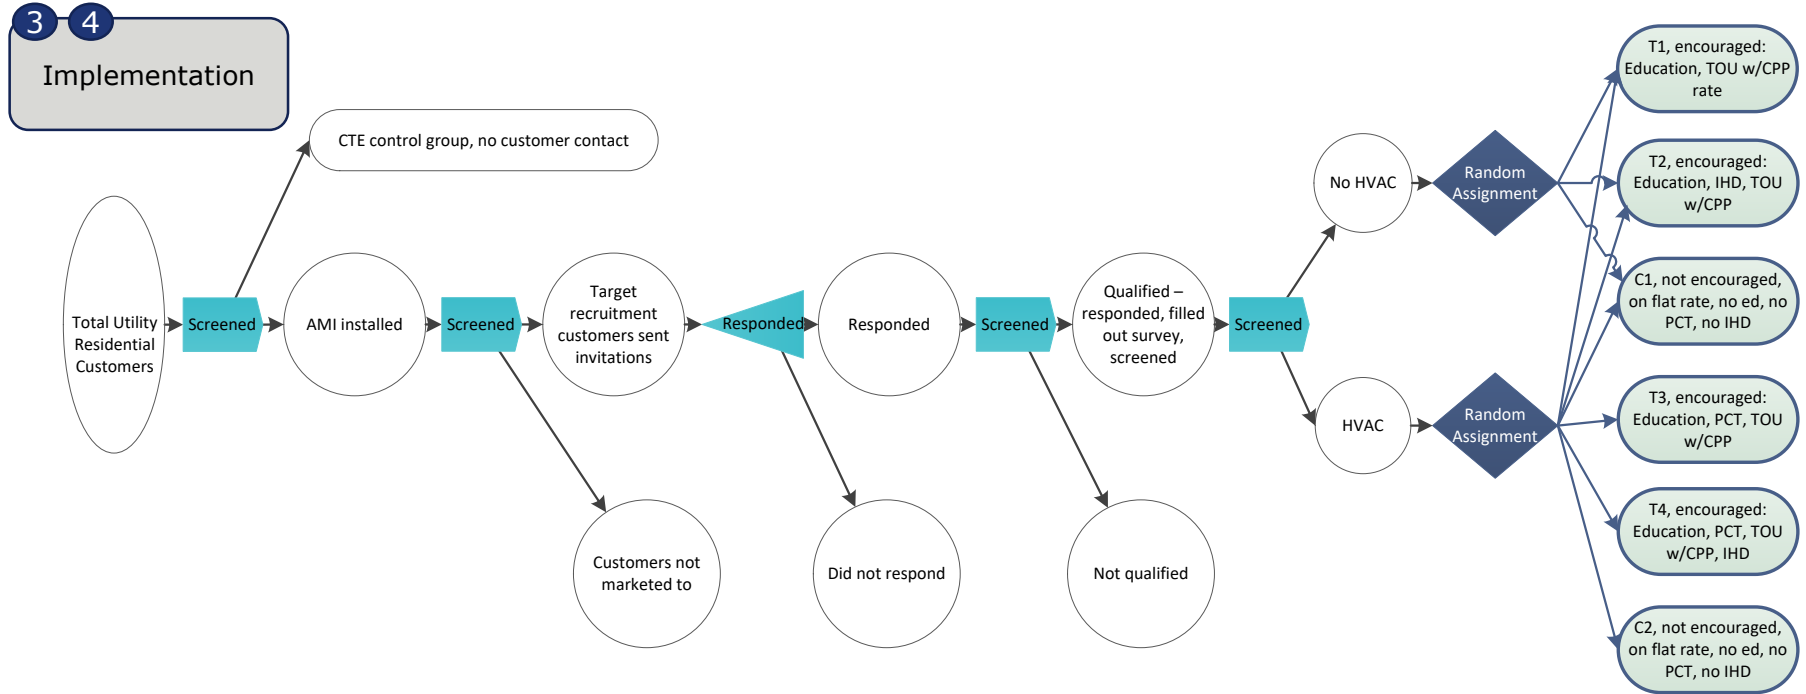 3 4
Implementation
CTE control group, no customer contact
Total Utility
Residential
Customers
Screened
AMI installed
Screened
Target
recruitment
customers sent
invitations
Responded
Responded
Screened
Qualified –
responded, filled
out survey,
screened
Screened
No HVAC
HVAC
Random
Assignment
Random
Assignment
Customers not
marketed to
Did not respond
Not qualified
T1, encouraged:
Education, TOU w/CPP
rate
T2, encouraged:
Education, IHD, TOU
w/CPP
C1, not encouraged,
on flat rate, no ed, no
PCT, no IHD
T3, encouraged:
Education, PCT, TOU
w/CPP
T4, encouraged:
Education, PCT, TOU
w/CPP, IHD
C2, not encouraged,
on flat rate, no ed, no
PCT, no IHD